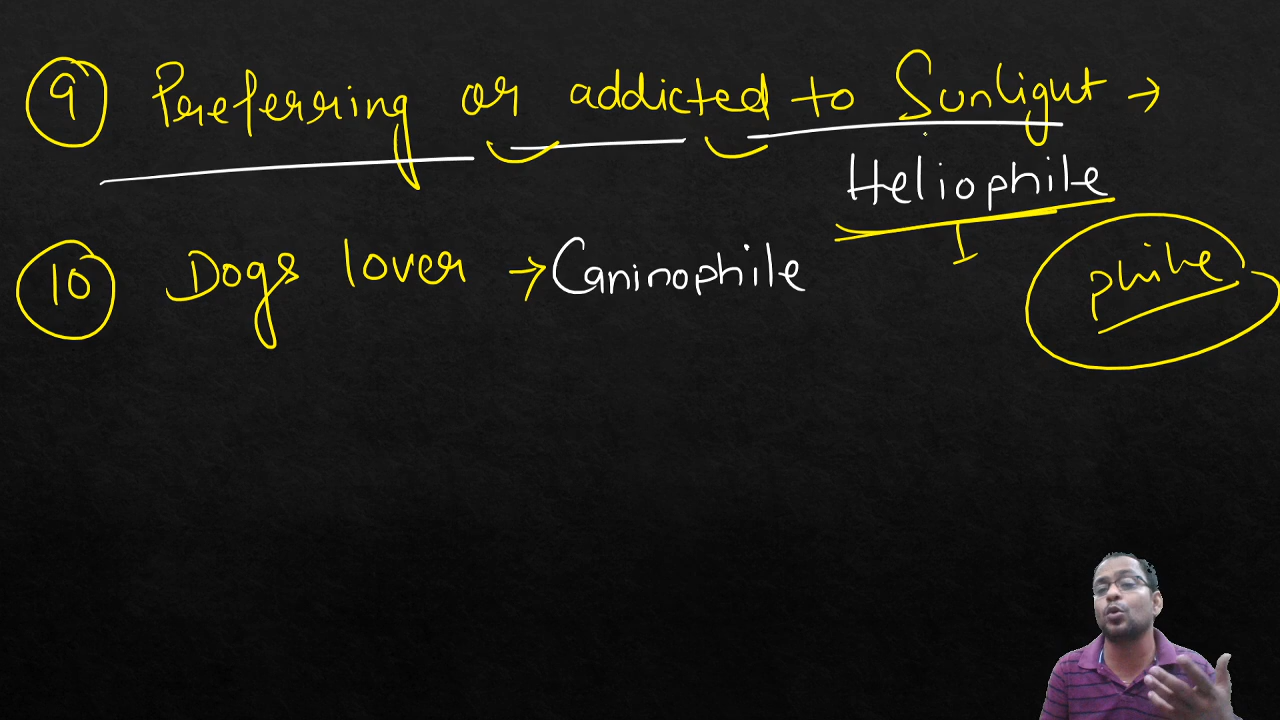 9 Preferring or addicted to Sunlight →
Heliophile
10 Dogs lover → Caninophile
phile